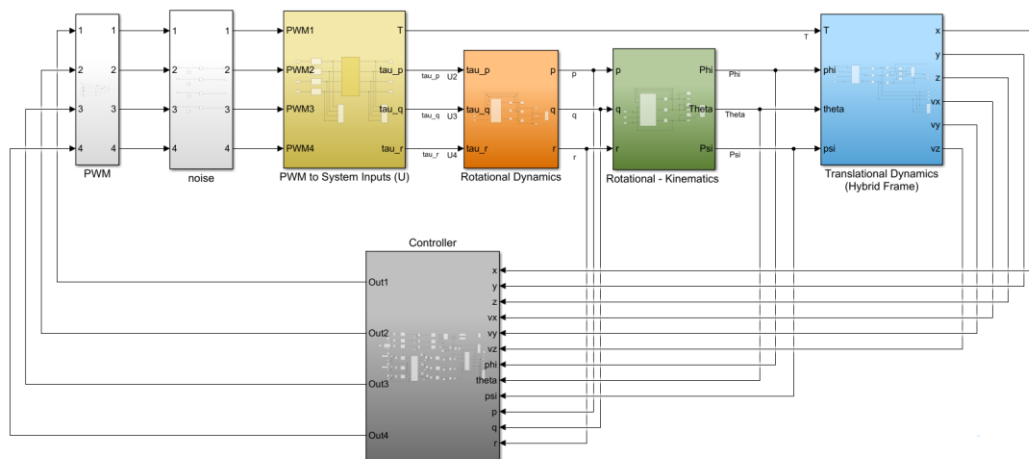 1 1 1 1 PWM1 T T T x
y
2 2 2 2 PWM2 tau_p tau_p U2 tau_p p p p Phi Phi phi z
vx
3 3 3 3 PWM3 tau_q tau_q U3 tau_q q q q Theta Theta theta vy
4 4 4 4 PWM4 tau_r tau_r U4 tau_r r r Psi Psi psi vz
PWM noise PWM to System Inputs (U) Rotational Dynamics Rotational - Kinematics Translational Dynamics
(Hybrid Frame)
Controller
x
Out1 y
z
vx
Out2 vy
vz
phi
Out3 theta
psi
p
Out4 q
r